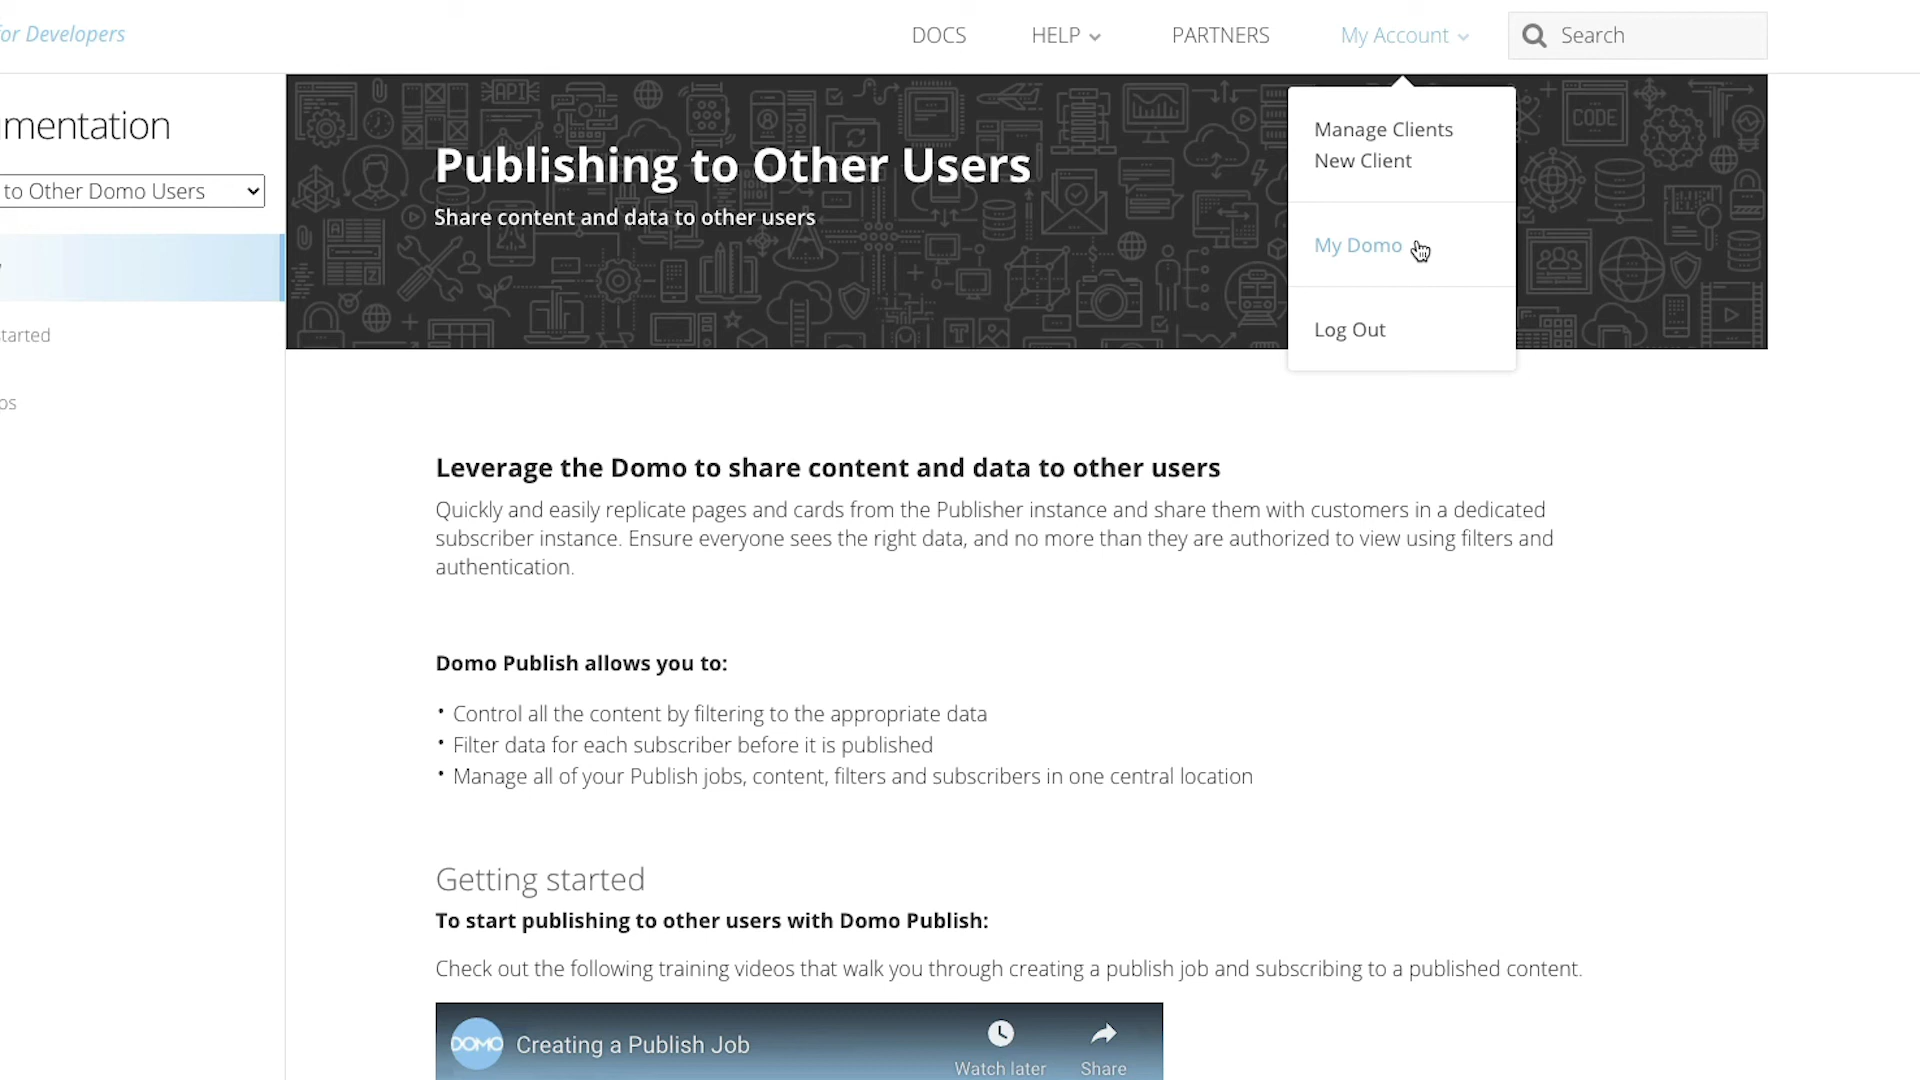 for Developers
DOCS
HELP
PARTNERS
My Account
Search
mentation
to Other Domo Users
tarted
os
API
CODE
Publishing to Other Users
Share content and data to other users
Manage Clients
New Client
My Domo
Log Out
Leverage the Domo to share content and data to other users
Quickly and easily replicate pages and cards from the Publisher instance and share them with customers in a dedicated
subscriber instance. Ensure everyone sees the right data, and no more than they are authorized to view using filters and
authentication.
Domo Publish allows you to:
• Control all the content by filtering to the appropriate data
• Filter data for each subscriber before it is published
• Manage all of your Publish jobs, content, filters and subscribers in one central location
Getting started
To start publishing to other users with Domo Publish:
Check out the following training videos that walk you through creating a publish job and subscribing to a published content.
DOMO
Creating a Publish Job
Watch later
Share